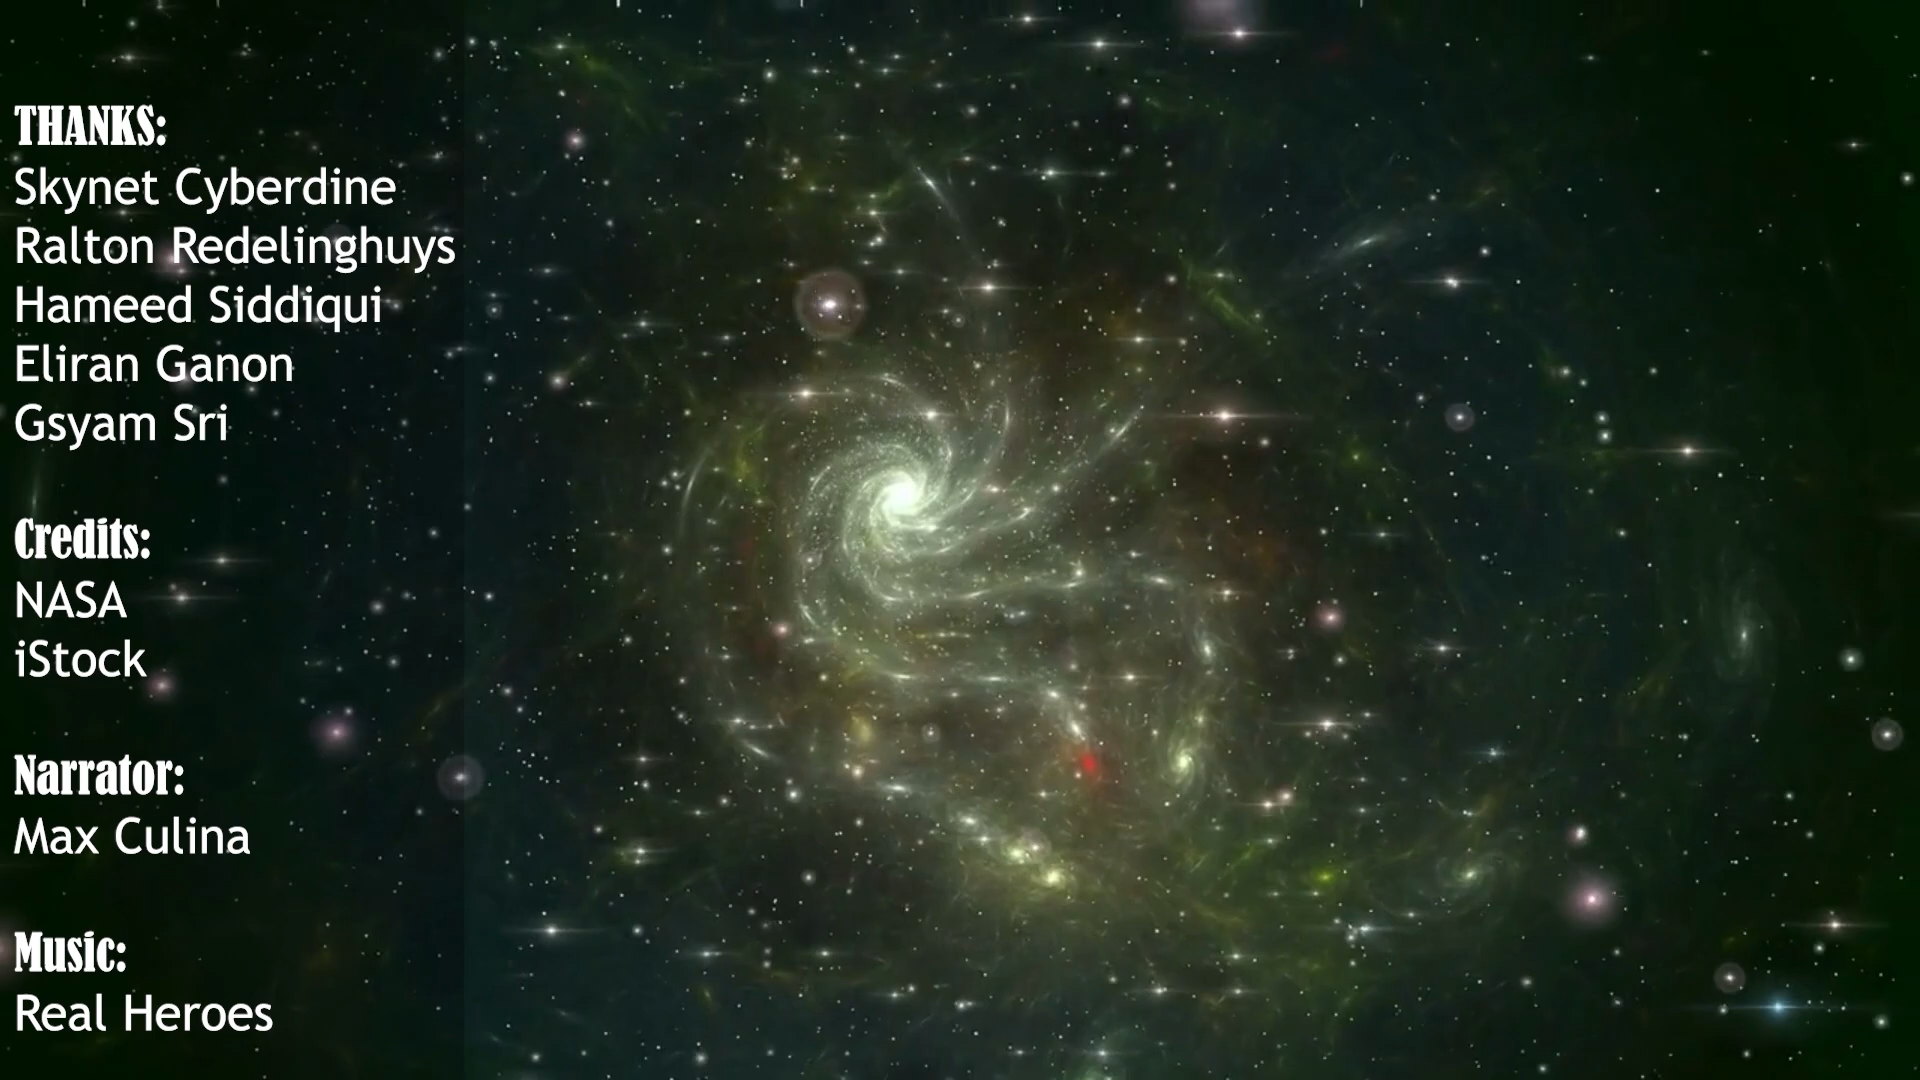 THANKS:
Skynet Cyberdine
Ralton Redelinghuys
Hameed Siddiqui
Eliran Ganon
Gsyam Sri
Credits:
NASA
iStock
Narrator:
Max Culina
Music:
Real Heroes